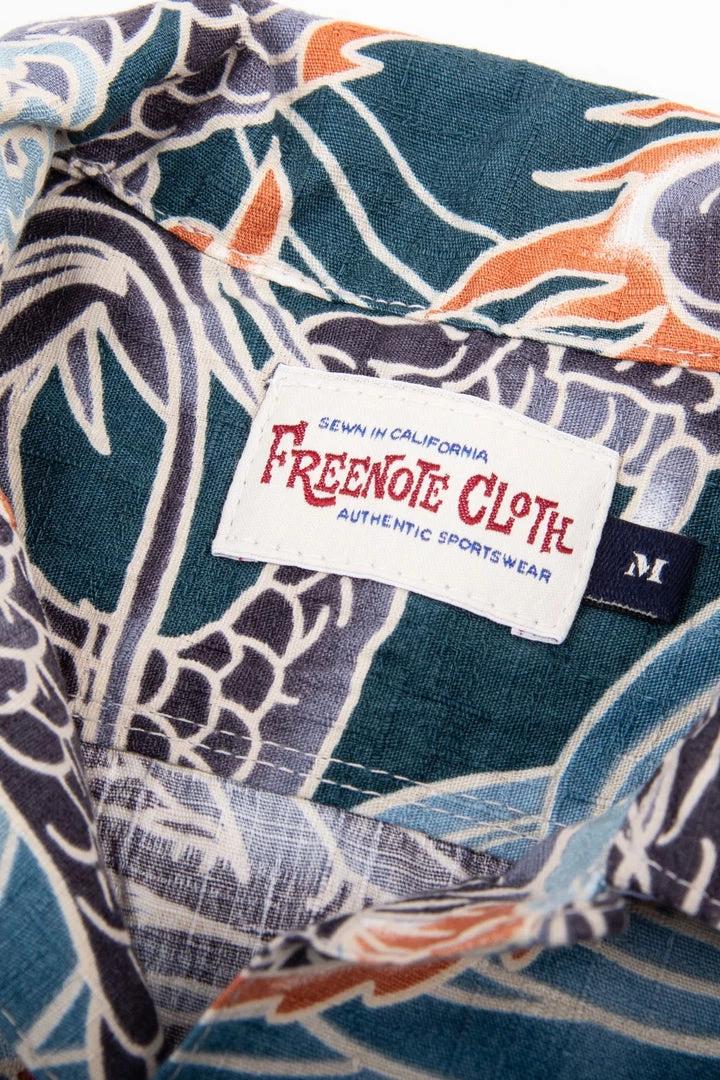 SEWN IN CALIFORNIA
FREENOTE CLOTH
AUTHENTIC SPORTSWEAR
M